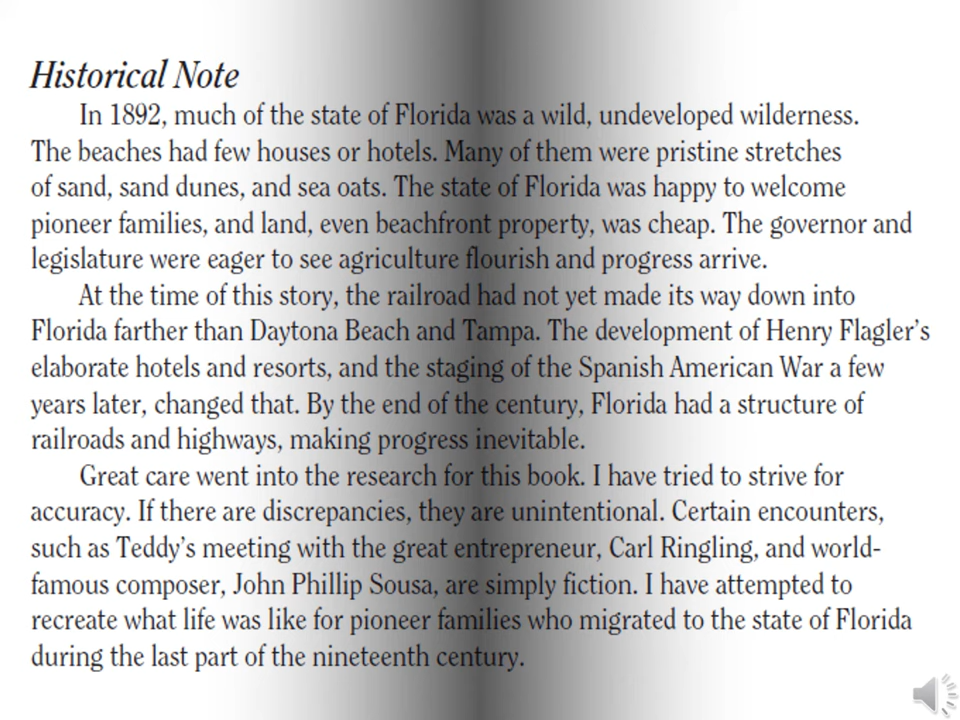 Historical Note
In 1892, much of the state of Florida was a wild, undeveloped wilderness.
The beaches had few houses or hotels. Many of them were pristine stretches
of sand, sand dunes, and sea oats. The state of Florida was happy to welcome
pioneer families, and land, even beachfront property, was cheap. The governor and
legislature were eager to see agriculture flourish and progress arrive.
At the time of this story, the railroad had not yet made its way down into
Florida farther than Daytona Beach and Tampa. The development of Henry Flagler's
elaborate hotels and resorts, and the staging of the Spanish American War a few
years later, changed that. By the end of the century, Florida had a structure of
railroads and highways, making progress inevitable.
Great care went into the research for this book. I have tried to strive for
accuracy. If there are discrepancies, they are unintentional. Certain encounters,
such as Teddy's meeting with the great entrepreneur, Carl Ringling, and world-
famous composer, John Phillip Sousa, are simply fiction. I have attempted to
recreate what life was like for pioneer families who migrated to the state of Florida
during the last part of the nineteenth century.